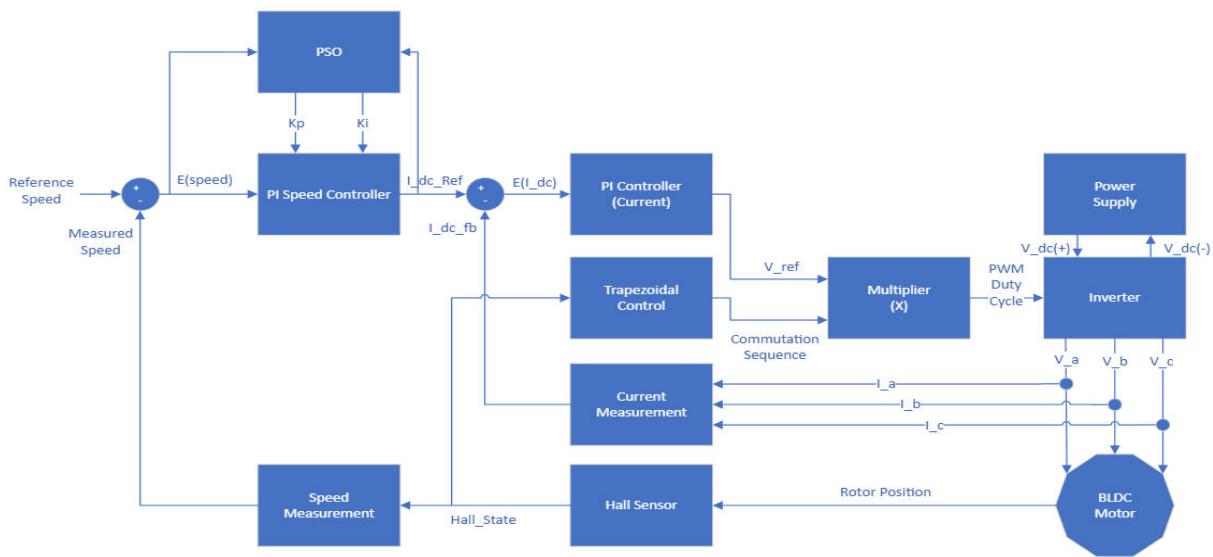 PSO
Kp
Ki
Reference
Speed
+
-
E(speed)
PI Speed Controller
I_dc_Ref
+
-
E(I_dc)
PI Controller
(Current)
Power
Supply
Measured
Speed
I_dc_fb
V_dc(+)
V_dc(-)
V_ref
Trapezoidal
Control
Commutation
Sequence
Multiplier
(X)
PWM
Duty
Cycle
Inverter
V_a
V_b
V_c
Current
Measurement
I_a
I_b
I_c
Speed
Measurement
Hall_State
Hall Sensor
Rotor Position
BLDC
Motor